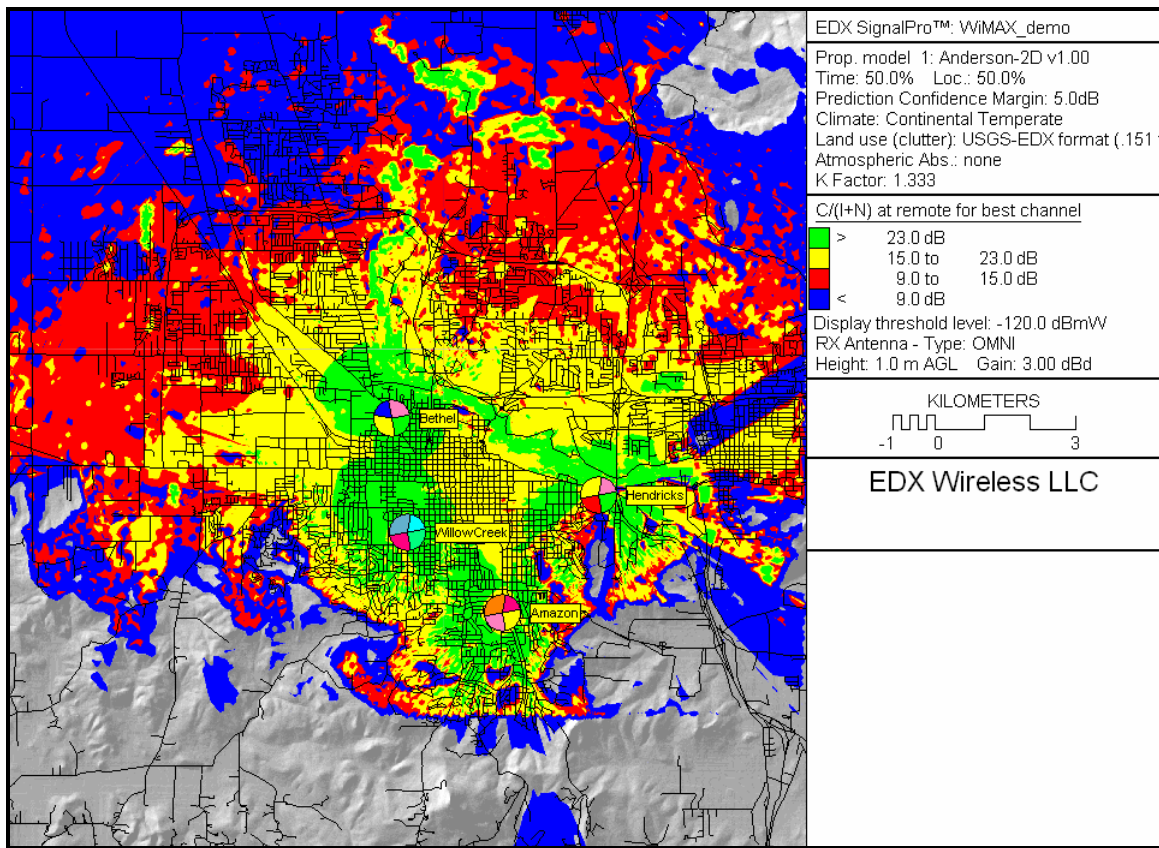 EDX SignalPro™: WiMAX_demo
Prop. model 1: Anderson-2D v1.00
Time: 50.0% Loc.: 50.0%
Prediction Confidence Margin: 5.0dB
Climate: Continental Temperate
Land use (clutter): USGS-EDX format (.151
Atmospheric Abs.: none
K Factor: 1.333
C/(I+N) at remote for best channel
> 23.0 dB
15.0 to 23.0 dB
9.0 to 15.0 dB
< 9.0 dB
Display threshold level: -120.0 dBmW
RX Antenna - Type: OMNI
Height: 1.0 m AGL Gain: 3.00 dBd
KILOMETERS
-1 0 3
EDX Wireless LLC
Bethel
Hendricks
WillowCreek
Amazon